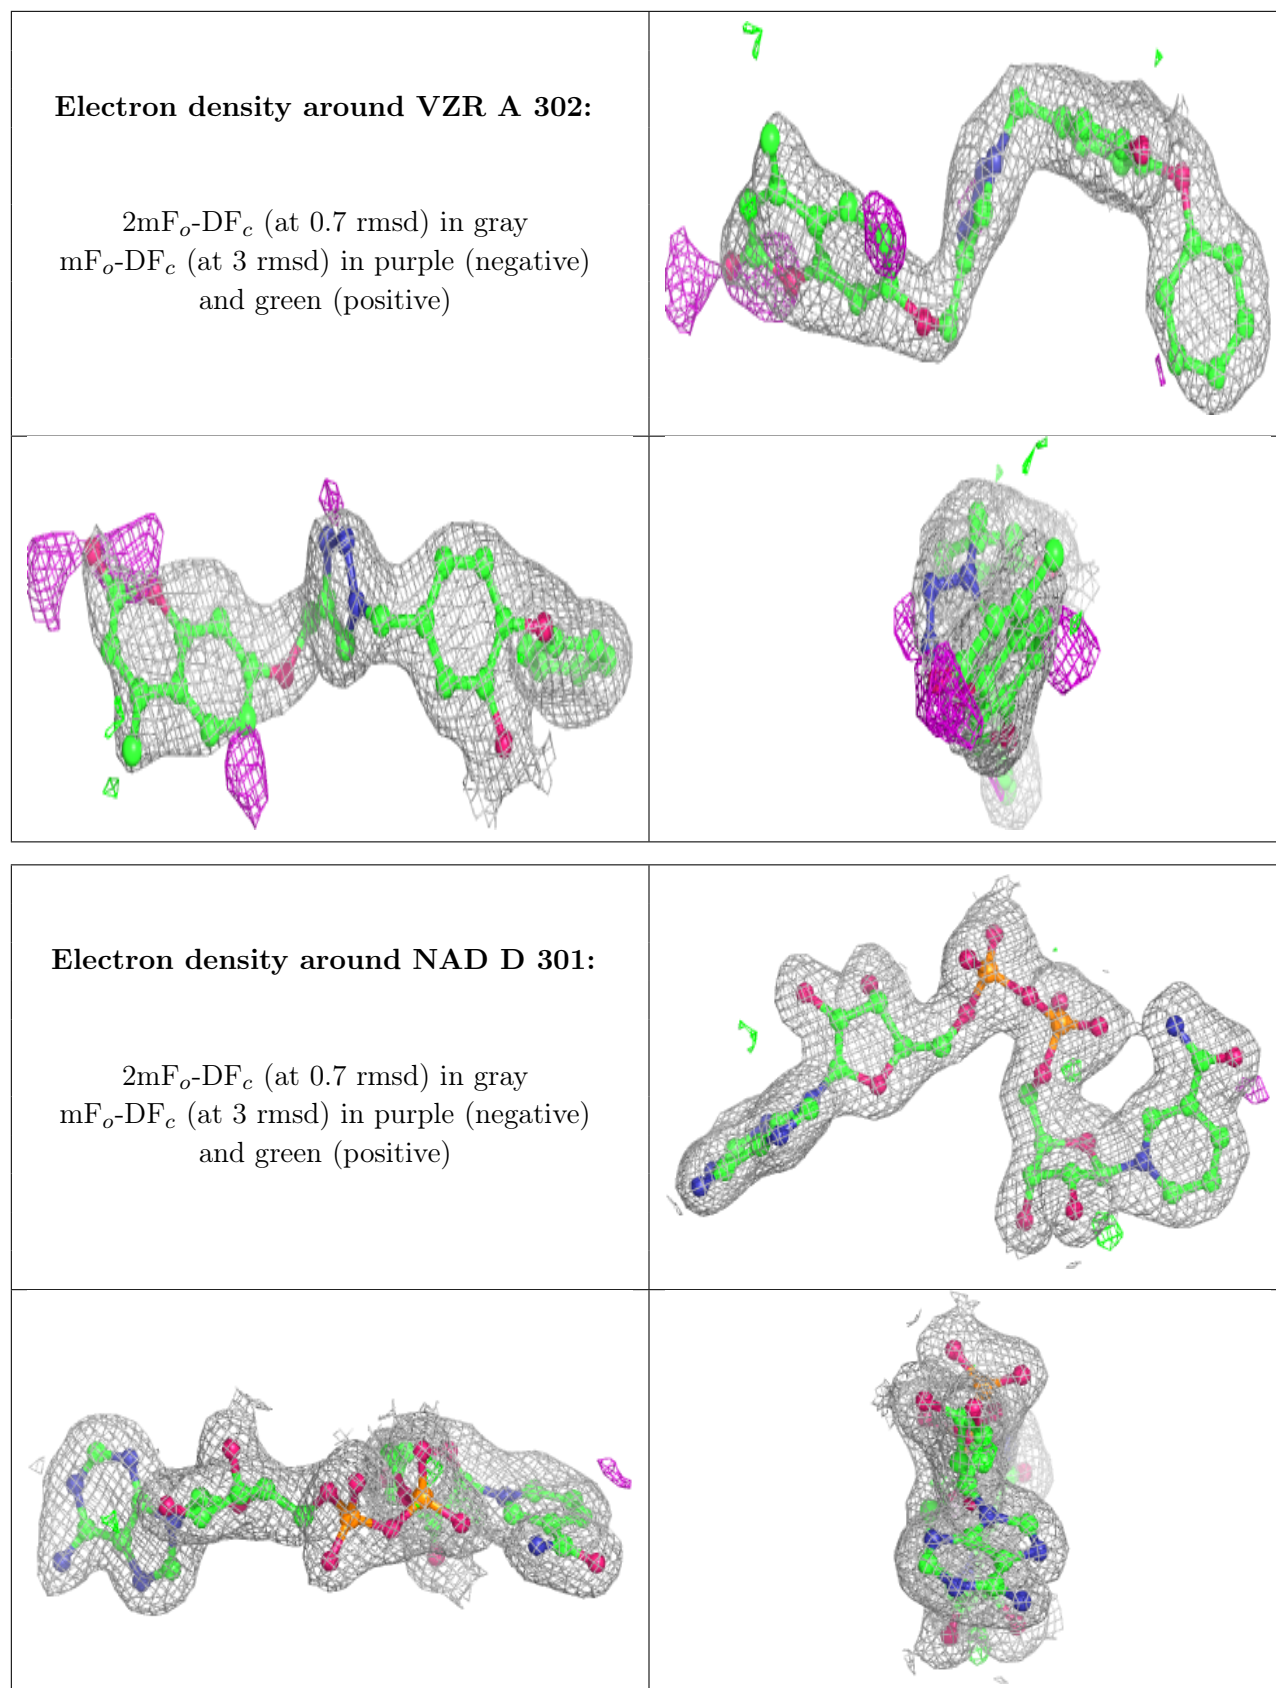 Electron density around VZR A 302:
2mFo-DFc (at 0.7 rmsd) in gray
mFo-DFc (at 3 rmsd) in purple (negative)
and green (positive)
Electron density around NAD D 301:
2mFo-DFc (at 0.7 rmsd) in gray
mFo-DFc (at 3 rmsd) in purple (negative)
and green (positive)